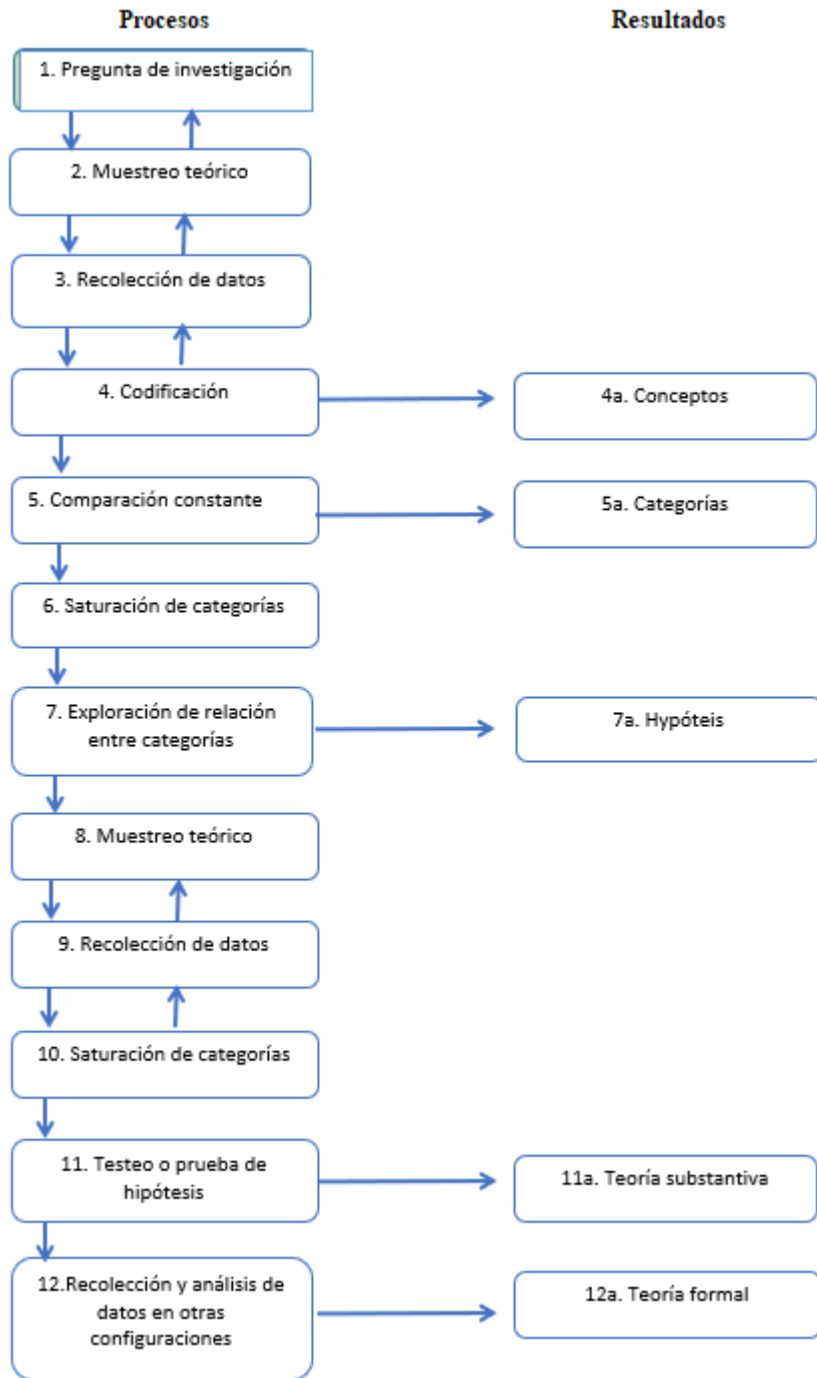 Procesos
Resultados
1. Pregunta de investigación
2. Muestreo teórico
3. Recolección de datos
4. Codificación
4a. Conceptos
5. Comparación constante
5a. Categorías
6. Saturación de categorías
7. Exploración de relación
entre categorías
7a. Hypóteis
8. Muestreo teórico
9. Recolección de datos
10. Saturación de categorías
11. Testeo o prueba de
hipótesis
11a. Teoría substantiva
12.Recolección y análisis de
datos en otras
configuraciones
12a. Teoría formal